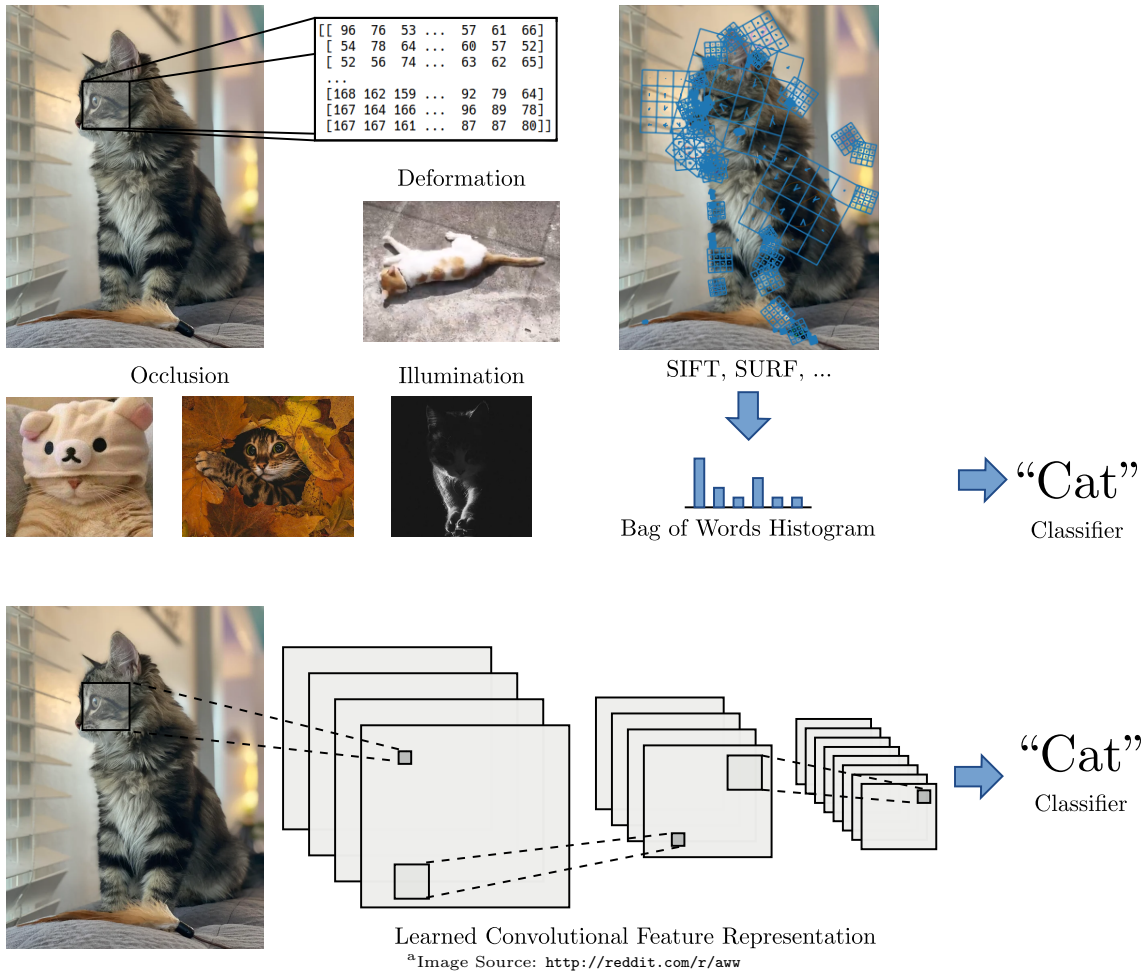 [[ 96 76 53 ... 57 61 66]
[ 54 78 64 ... 60 57 52]
[ 52 56 74 ... 63 62 65]
...
[168 162 159 ... 92 79 64]
[167 164 166 ... 96 89 78]
[167 167 161 ... 87 87 80]]
Deformation
Occlusion
Illumination
SIFT, SURF, ...
Bag of Words Histogram
“Cat”
Classifier
“Cat”
Classifier
Learned Convolutional Feature Representation
ᵃImage Source: http://reddit.com/r/aww